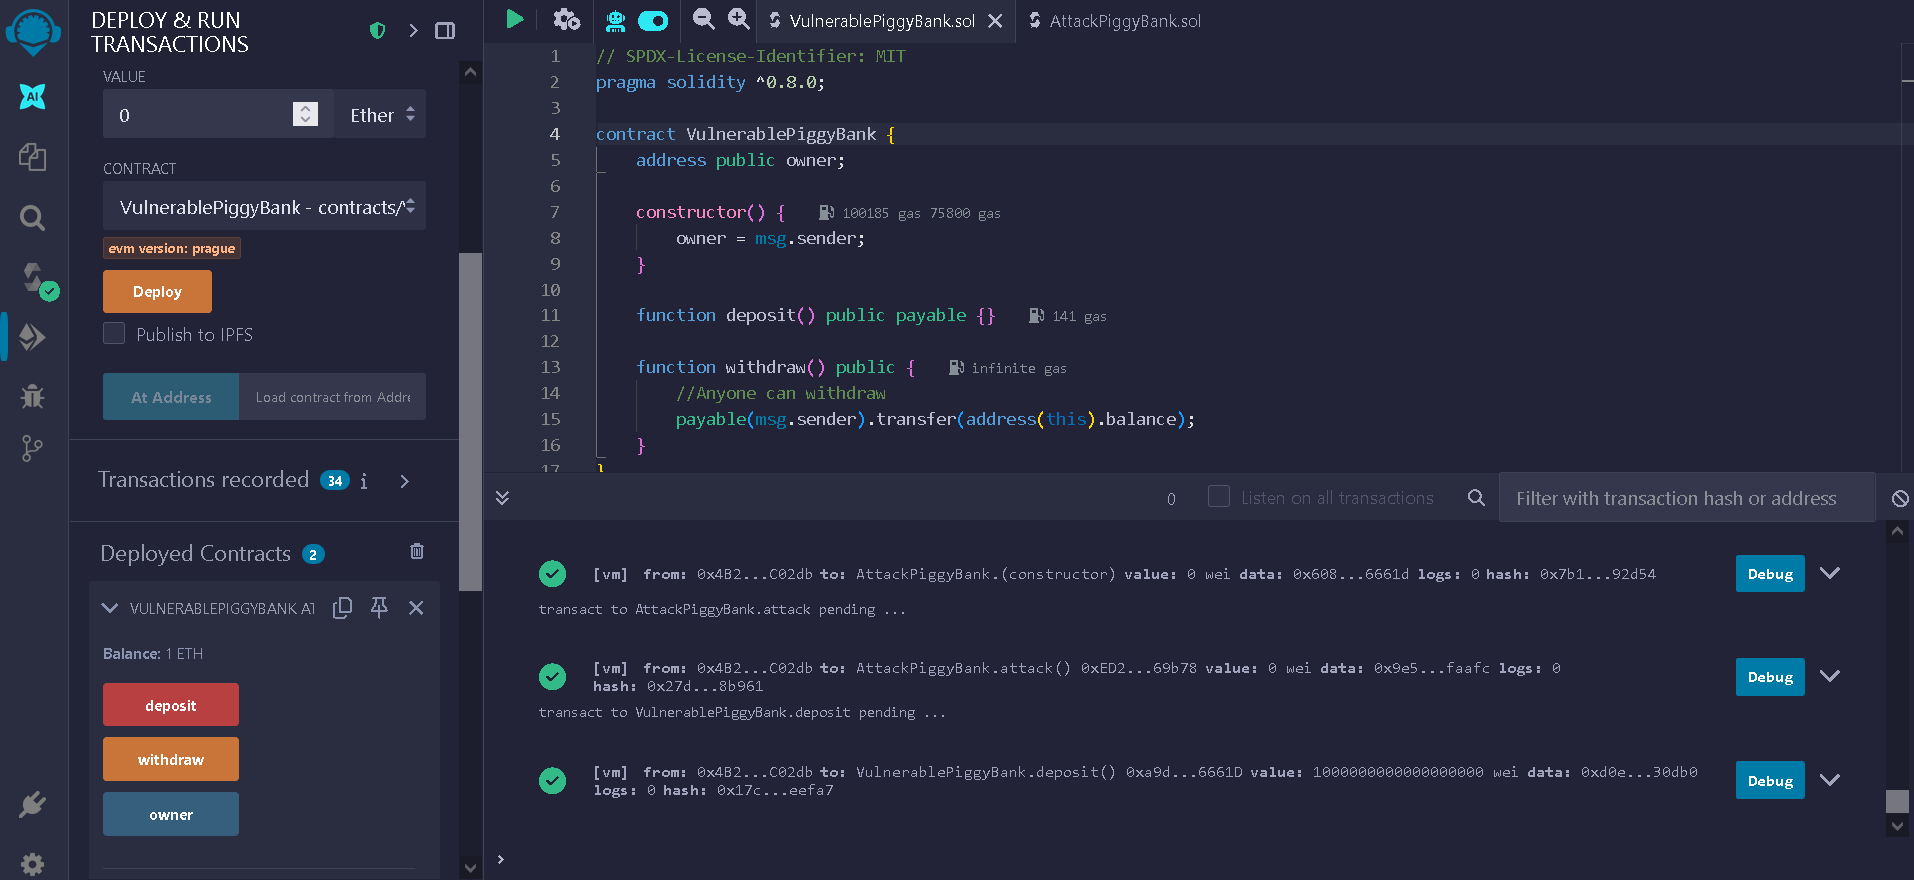 DEPLOY & RUN
TRANSACTIONS
VALUE
0
Ether
CONTRACT
VulnerablePiggyBank - contracts/
evm version: prague
Deploy
Publish to IPFS
At Address
Load contract from Addre
Transactions recorded 34 i
Deployed Contracts 2
VULNERABLEPIGGYBANK AT
Balance: 1 ETH
deposit
withdraw
owner
AI
VulnerablePiggyBank.sol
AttackPiggyBank.sol
1 // SPDX-License-Identifier: MIT
2 pragma solidity ^0.8.0;
3
4 contract VulnerablePiggyBank {
5 address public owner;
6
7 constructor() { 100185 gas 75800 gas
8 owner = msg.sender;
9 }
10
11 function deposit() public payable {} 141 gas
12
13 function withdraw() public { infinite gas
14 //Anyone can withdraw
15 payable(msg.sender).transfer(address(this).balance);
16 }
17 }
0
Listen on all transactions
Filter with transaction hash or address
[vm] from: 0x4B2...C02db to: AttackPiggyBank.(constructor) value: 0 wei data: 0x608...6661d logs: 0 hash: 0x7b1...92d54
Debug
transact to AttackPiggyBank.attack pending ...
[vm] from: 0x4B2...C02db to: AttackPiggyBank.attack() 0xED2...69b78 value: 0 wei data: 0x9e5...faafc logs: 0
hash: 0x27d...8b961
Debug
transact to VulnerablePiggyBank.deposit pending ...
[vm] from: 0x4B2...C02db to: VulnerablePiggyBank.deposit() 0xa9d...6661D value: 1000000000000000000 wei data: 0xd0e...30db0
logs: 0 hash: 0x17c...eefa7
Debug
>